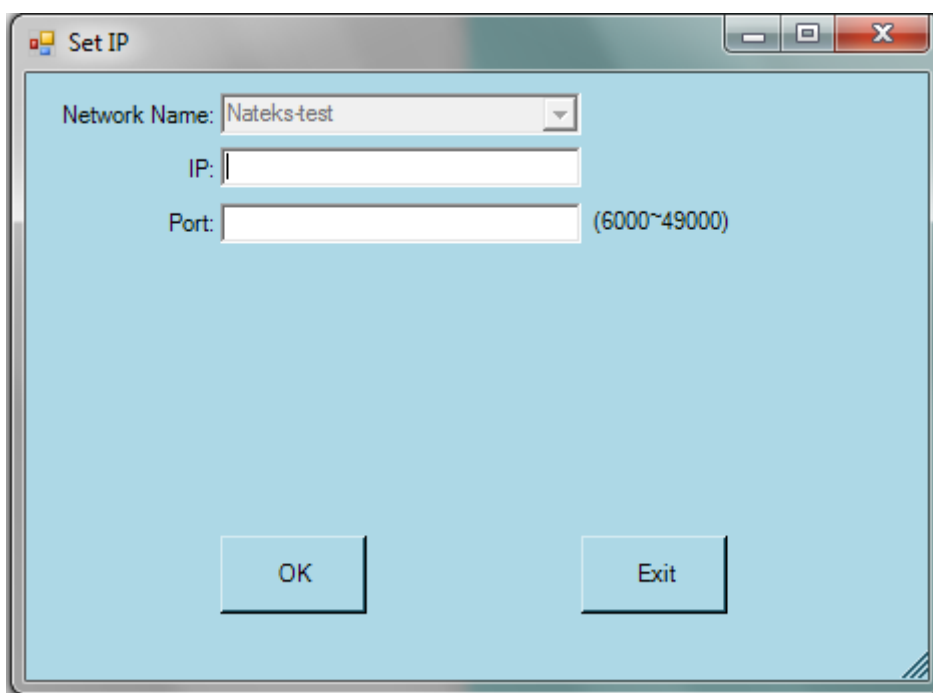 Set IP
Network Name: Nateks-test
IP:
Port: (6000~49000)
OK Exit